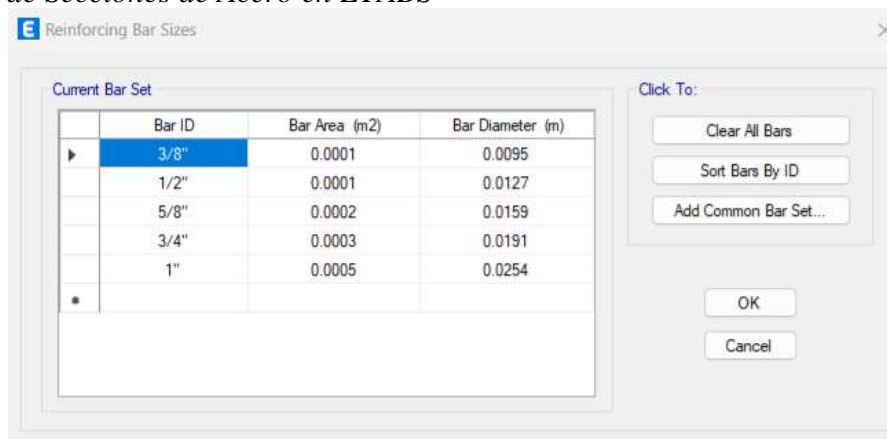 de Secciones de Acero en ETABS
E Reinforcing Bar Sizes
Current Bar Set
Click To:
Bar ID Bar Area (m2) Bar Diameter (m)
3/8" 0.0001 0.0095
1/2" 0.0001 0.0127
5/8" 0.0002 0.0159
3/4" 0.0003 0.0191
1" 0.0005 0.0254
*
Clear All Bars
Sort Bars By ID
Add Common Bar Set...
OK
Cancel